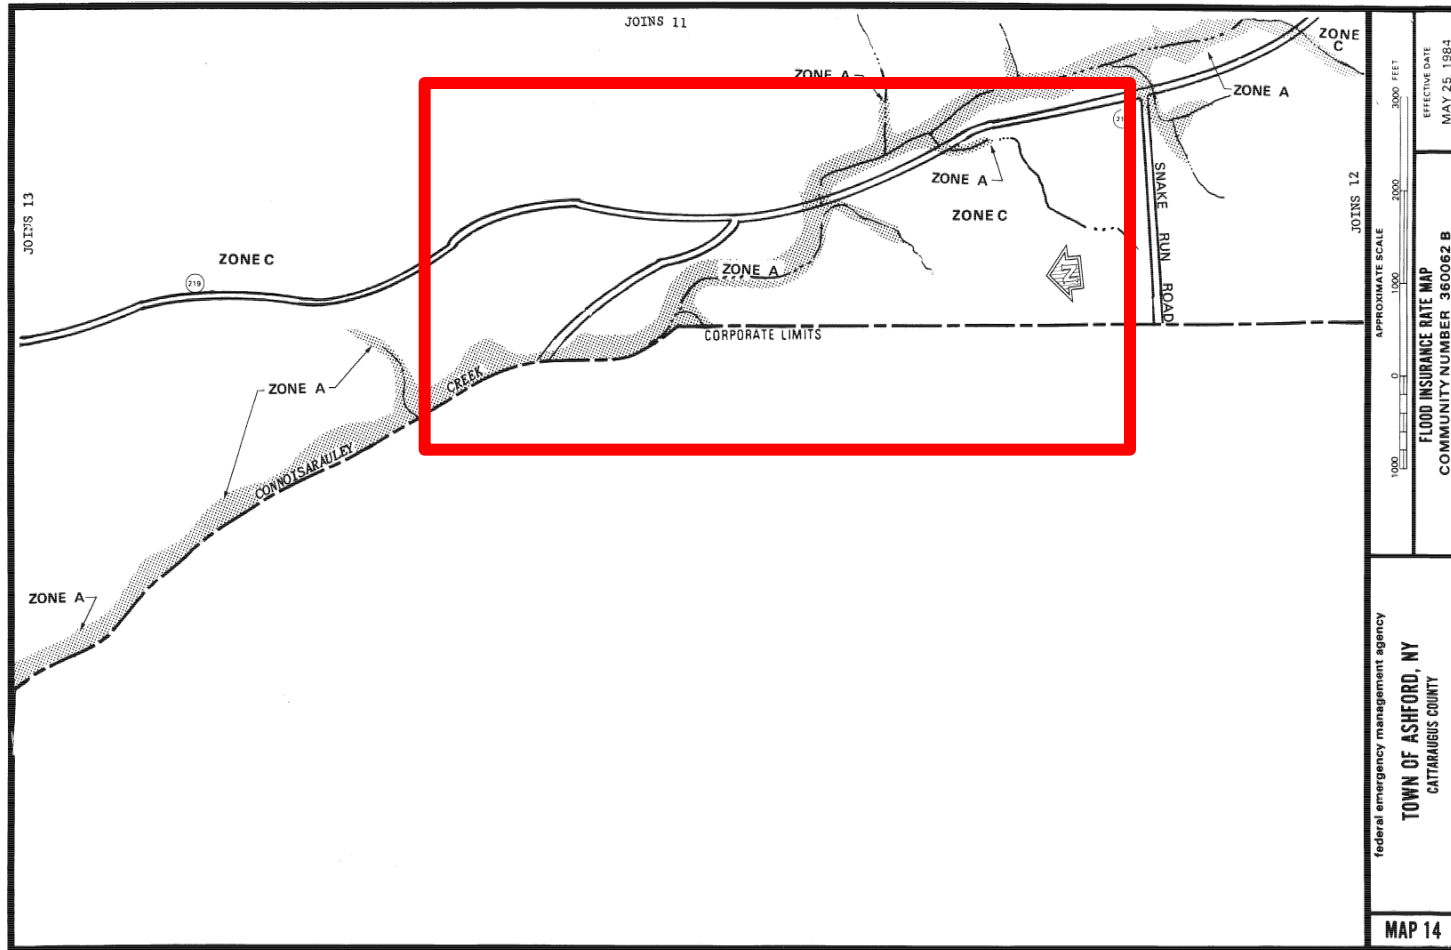 JOINS 11
ZONE
C
ZONE A
ZONE A
ZONE A
ZONE C
SNAKE RUN ROAD
JOINS 12
JOINS 13
ZONE C
219
ZONE A
N
CORPORATE LIMITS
ZONE A
CREEK
CONNOISARAULEY
ZONE A
APPROXIMATE SCALE
1000 0 1000 2000 3000 FEET
EFFECTIVE DATE
MAY 25 1984
FLOOD INSURANCE RATE MAP
COMMUNITY NUMBER 360062 B
federal emergency management agency
TOWN OF ASHFORD, NY
CATTARAUGUS COUNTY
MAP 14